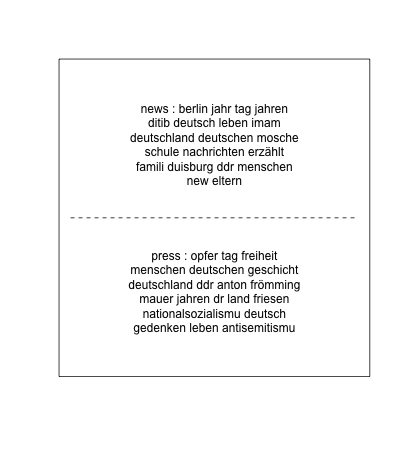 news : berlin jahr tag jahren
ditib deutsch leben imam
deutschland deutschen mosche
schule nachrichten erzählt
famili duisburg ddr menschen
new eltern
press : opfer tag freiheit
menschen deutschen geschicht
deutschland ddr anton frömming
mauer jahren dr land friesen
nationalsozialismu deutsch
gedenken leben antisemitismu